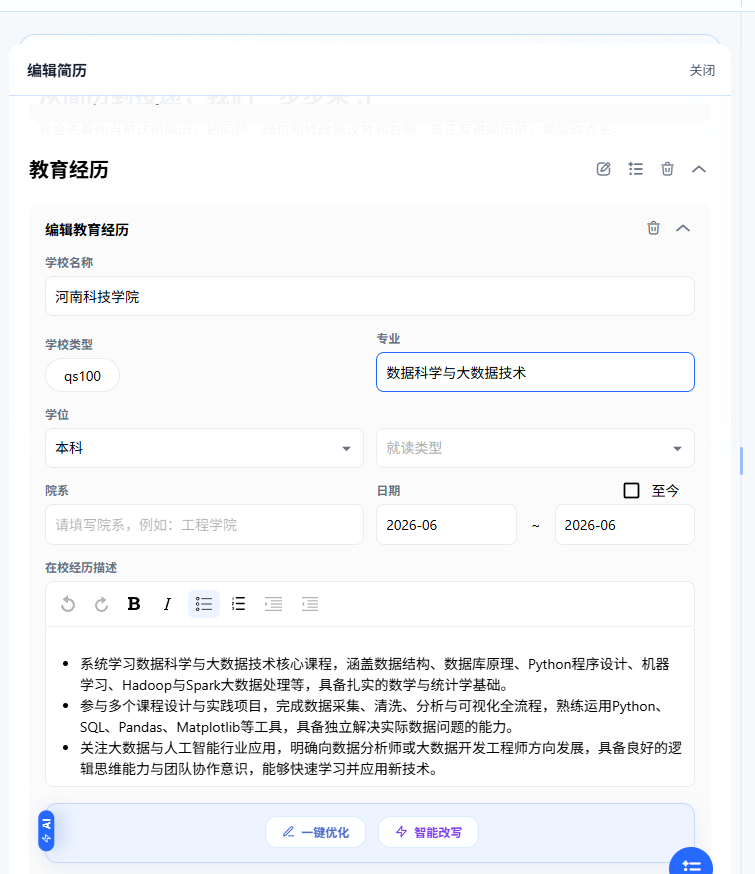 编辑简历
关闭
教育经历
编辑教育经历
学校名称
河南科技学院
学校类型
专业
qs100
数据科学与大数据技术
学位
本科
就读类型
院系
日期
至今
请填写院系，例如：工程学院
2026-06
~
2026-06
在校经历描述
B
I
系统学习数据科学与大数据技术核心课程，涵盖数据结构、数据库原理、Python程序设计、机器
学习、Hadoop与Spark大数据处理等，具备扎实的数学与统计学基础。
参与多个课程设计与实践项目，完成数据采集、清洗、分析与可视化全流程，熟练运用Python、
SQL、Pandas、Matplotlib等工具，具备独立解决实际数据问题的能力。
关注大数据与人工智能行业应用，明确向数据分析师或大数据开发工程师方向发展，具备良好的逻
辑思维能力与团队协作意识，能够快速学习并应用新技术。
AI
一键优化
智能改写